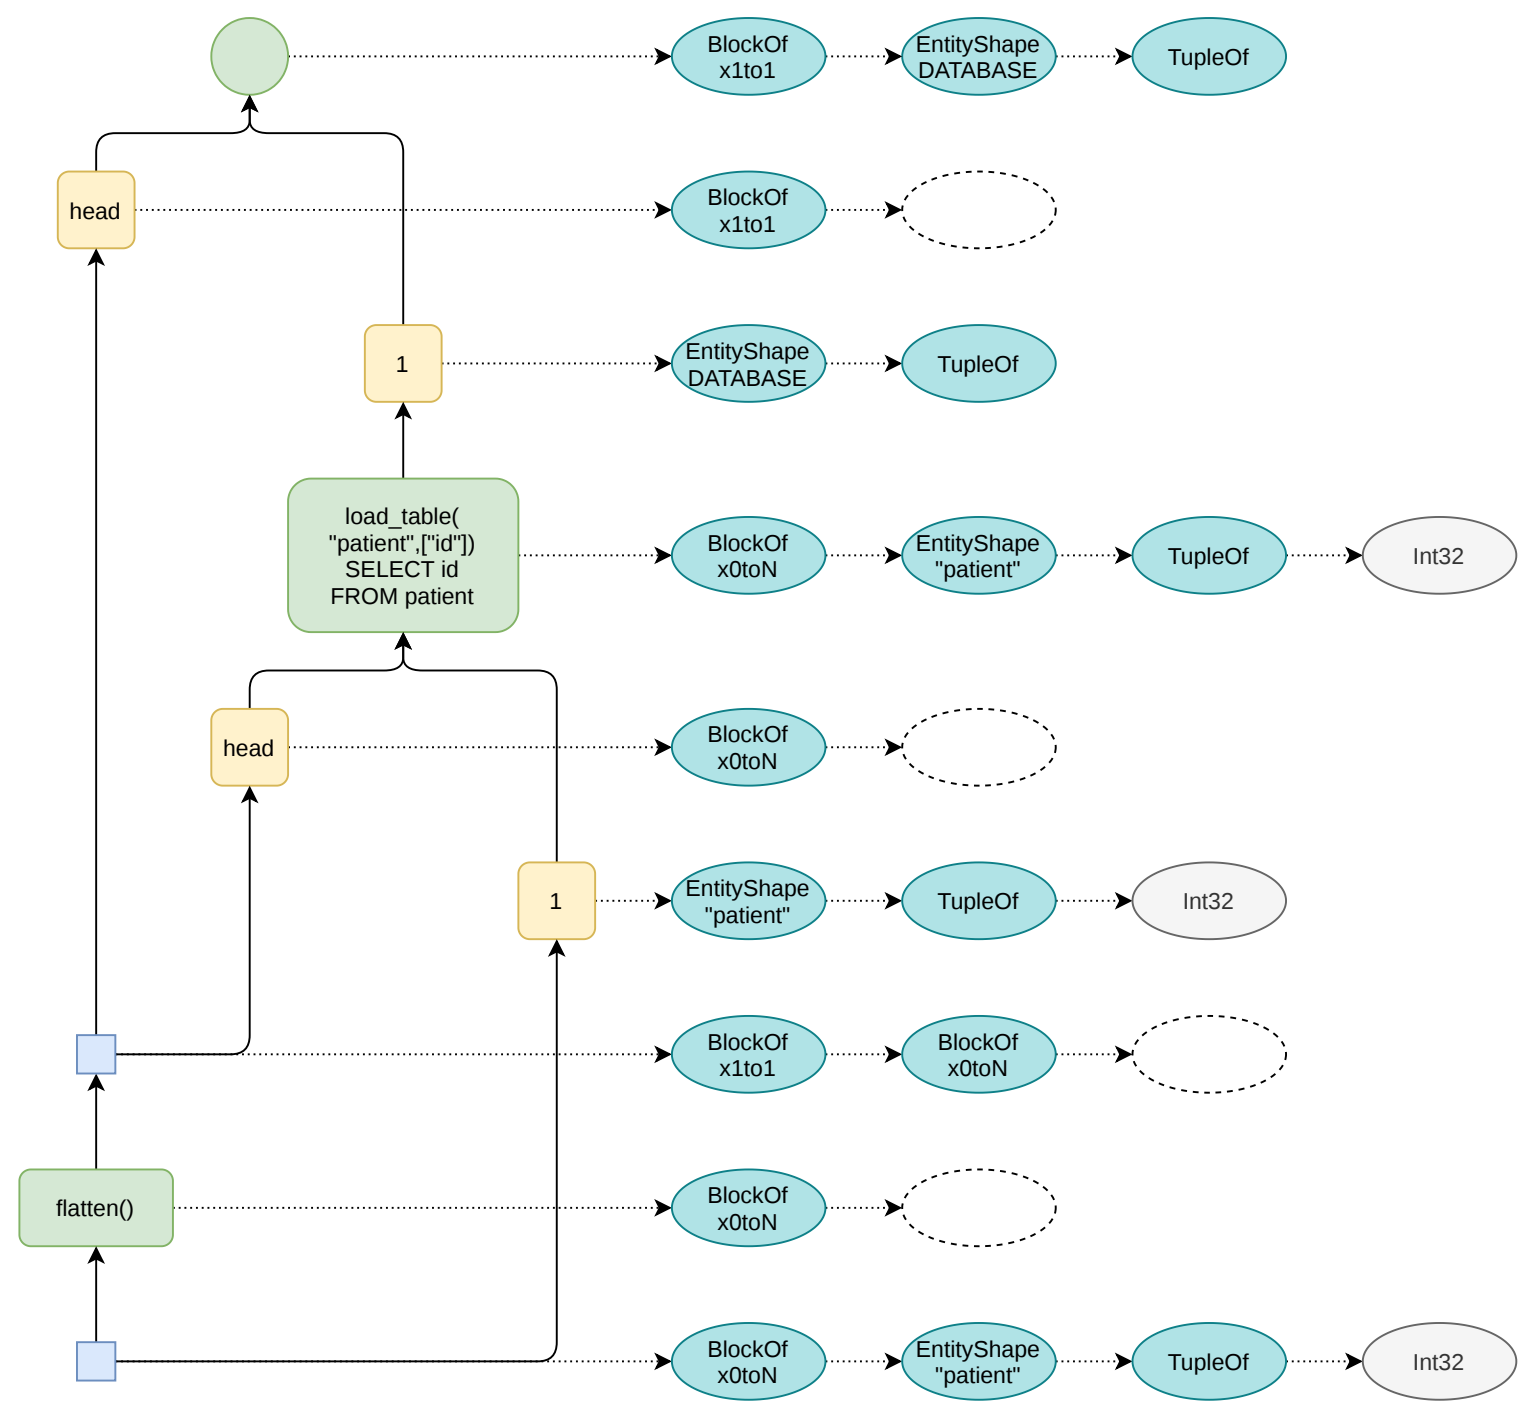 BlockOf
x1to1
EntityShape
DATABASE
TupleOf
head
BlockOf
x1to1
1
EntityShape
DATABASE
TupleOf
load_table(
"patient",["id"])
SELECT id
FROM patient
BlockOf
x0toN
EntityShape
"patient"
TupleOf
Int32
head
BlockOf
x0toN
1
EntityShape
"patient"
TupleOf
Int32
BlockOf
x1to1
BlockOf
x0toN
flatten()
BlockOf
x0toN
BlockOf
x0toN
EntityShape
"patient"
TupleOf
Int32